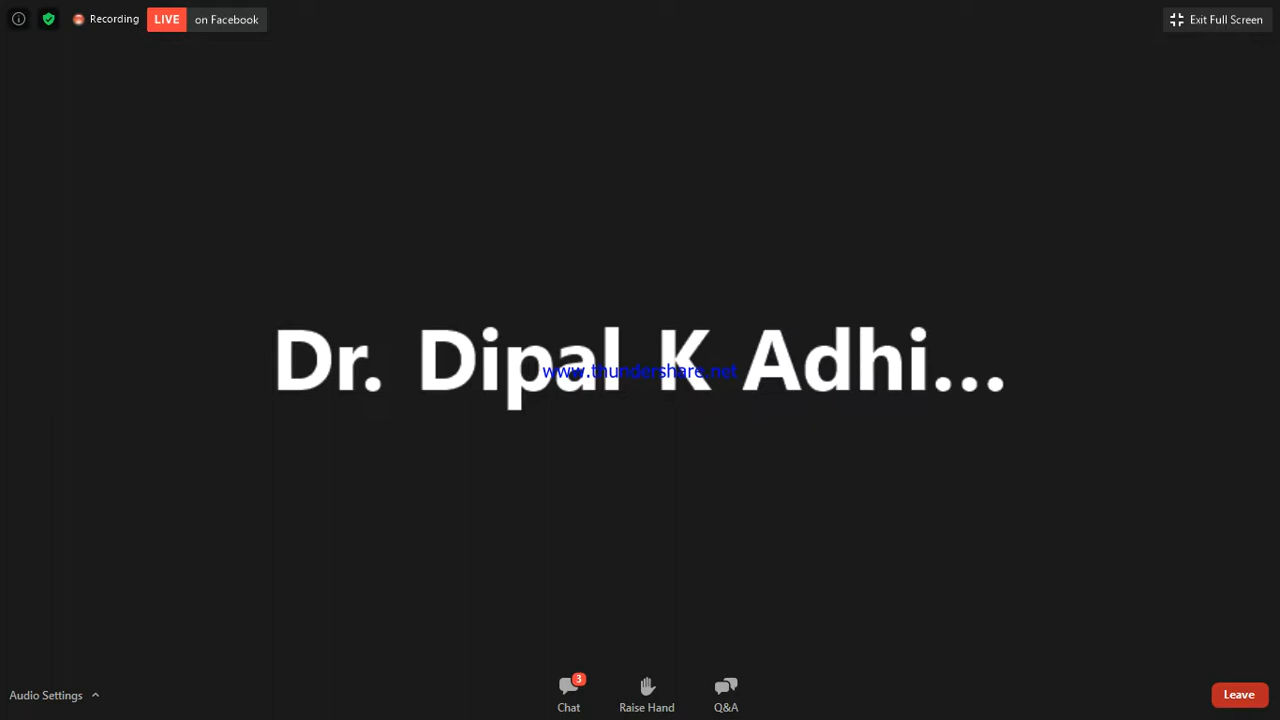 Recording LIVE on Facebook Exit Full Screen
Dr. Dipal K Adhi...
www.thundershare.net
3
Audio Settings Chat Raise Hand Q&A Leave